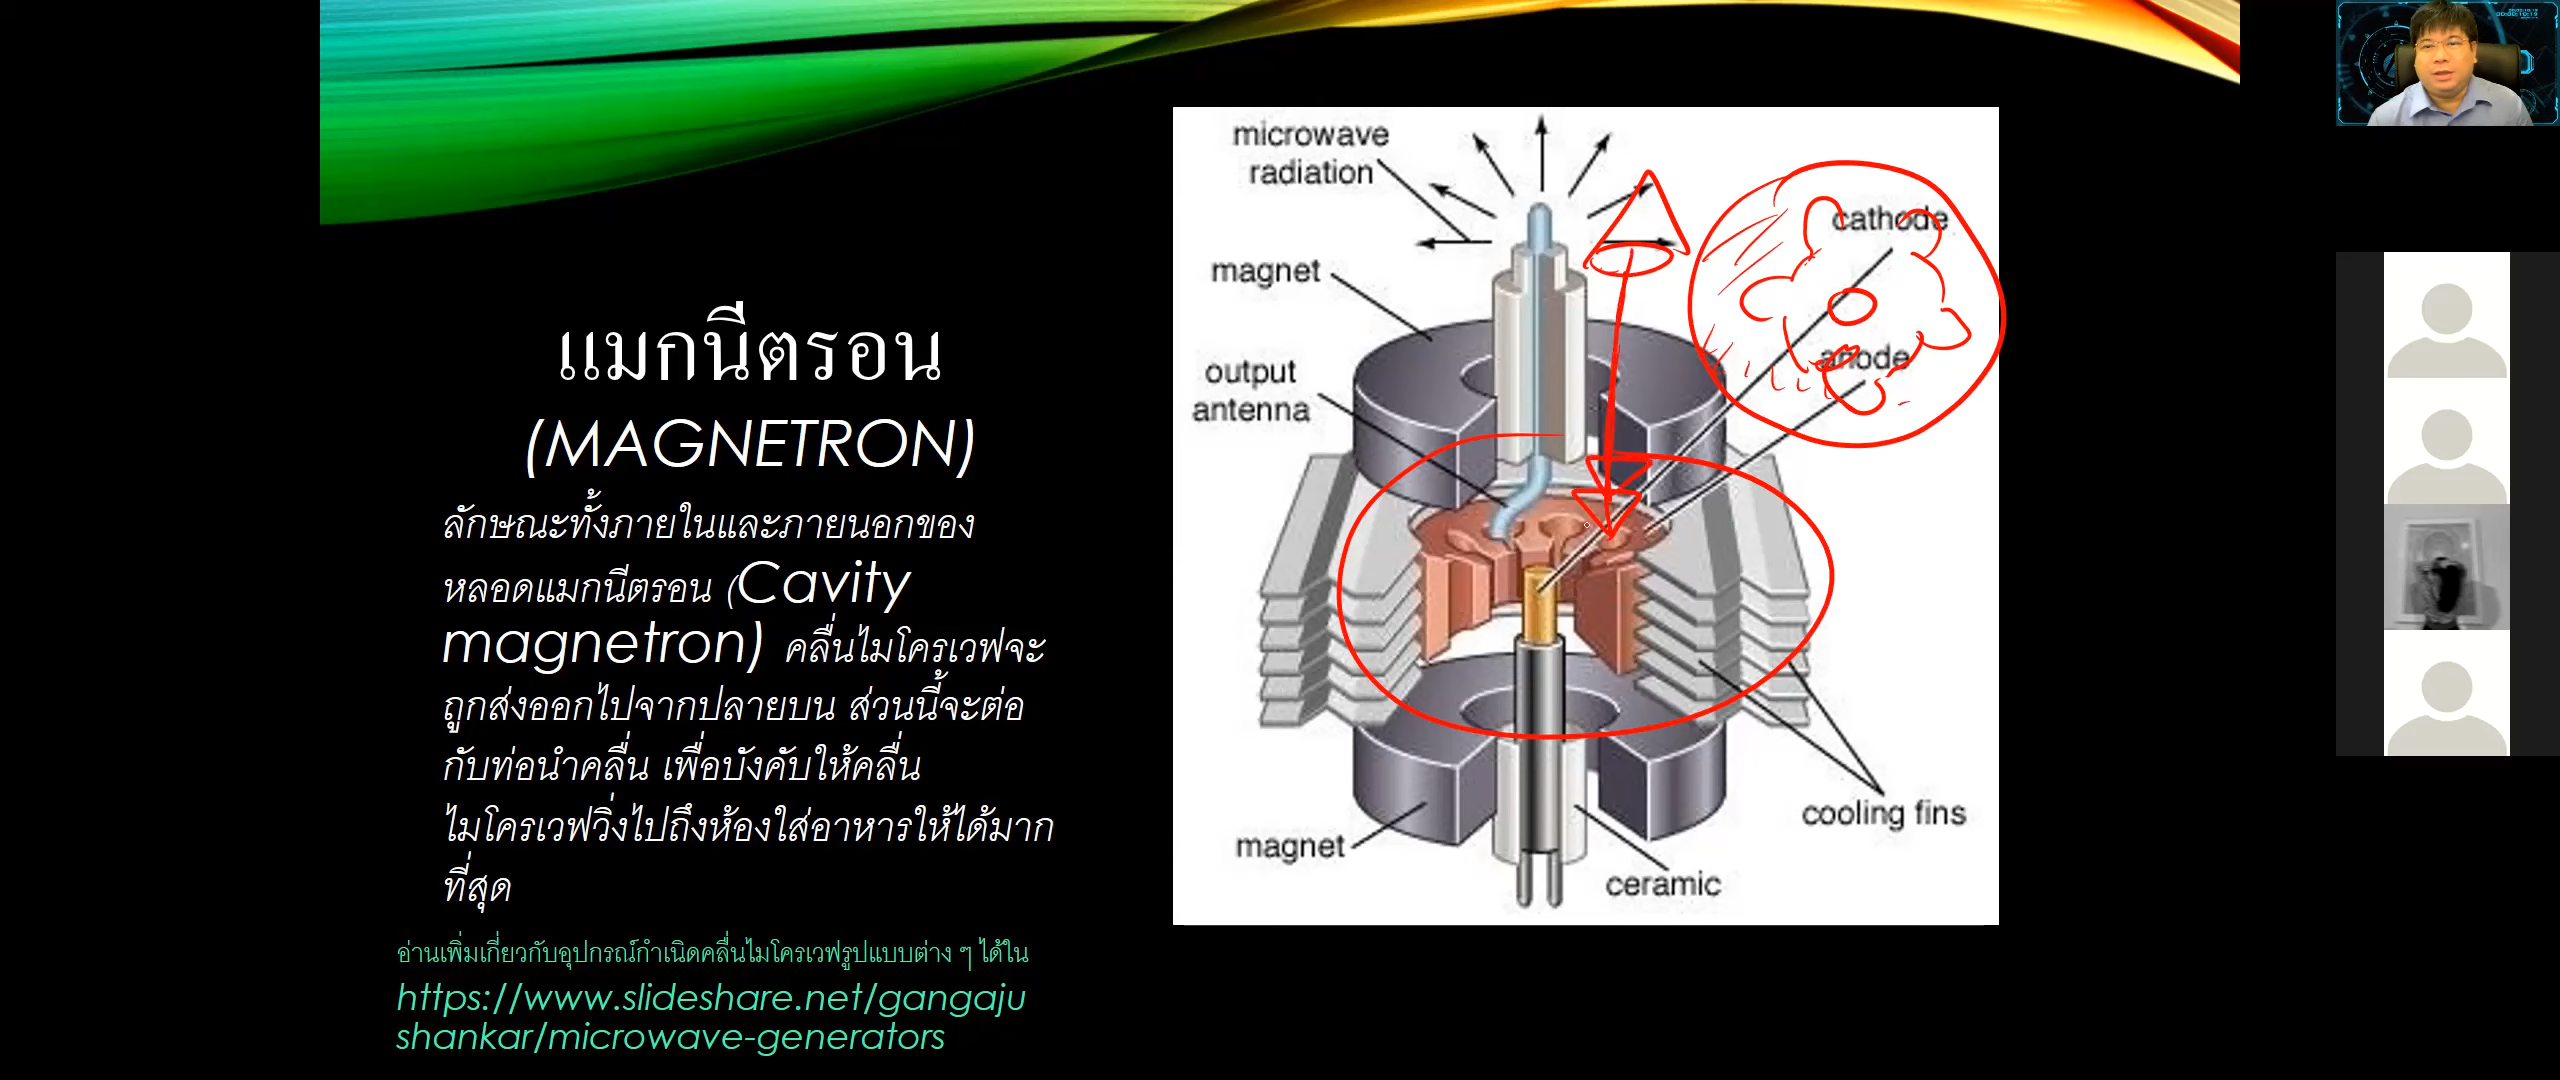 แมกนีตรอน
(MAGNETRON)
ลักษณะทั้งภายในและภายนอกของ
หลอดแมกนีตรอน (Cavity
magnetron) คลื่นไมโครเวฟจะ
ถูกส่งออกไปจากปลายบน ส่วนนี้จะต่อ
กับท่อนำคลื่น เพื่อบังคับให้คลื่น
ไมโครเวฟวิ่งไปถึงห้องใส่อาหารให้ได้มาก
ที่สุด
อ่านเพิ่มเกี่ยวกับอุปกรณ์กำเนิดคลื่นไมโครเวฟรูปแบบต่าง ๆ ได้ใน
https://www.slideshare.net/gangaju
shankar/microwave-generators
microwave
radiation
magnet
output
antenna
cathode
anode
cooling fins
magnet
ceramic